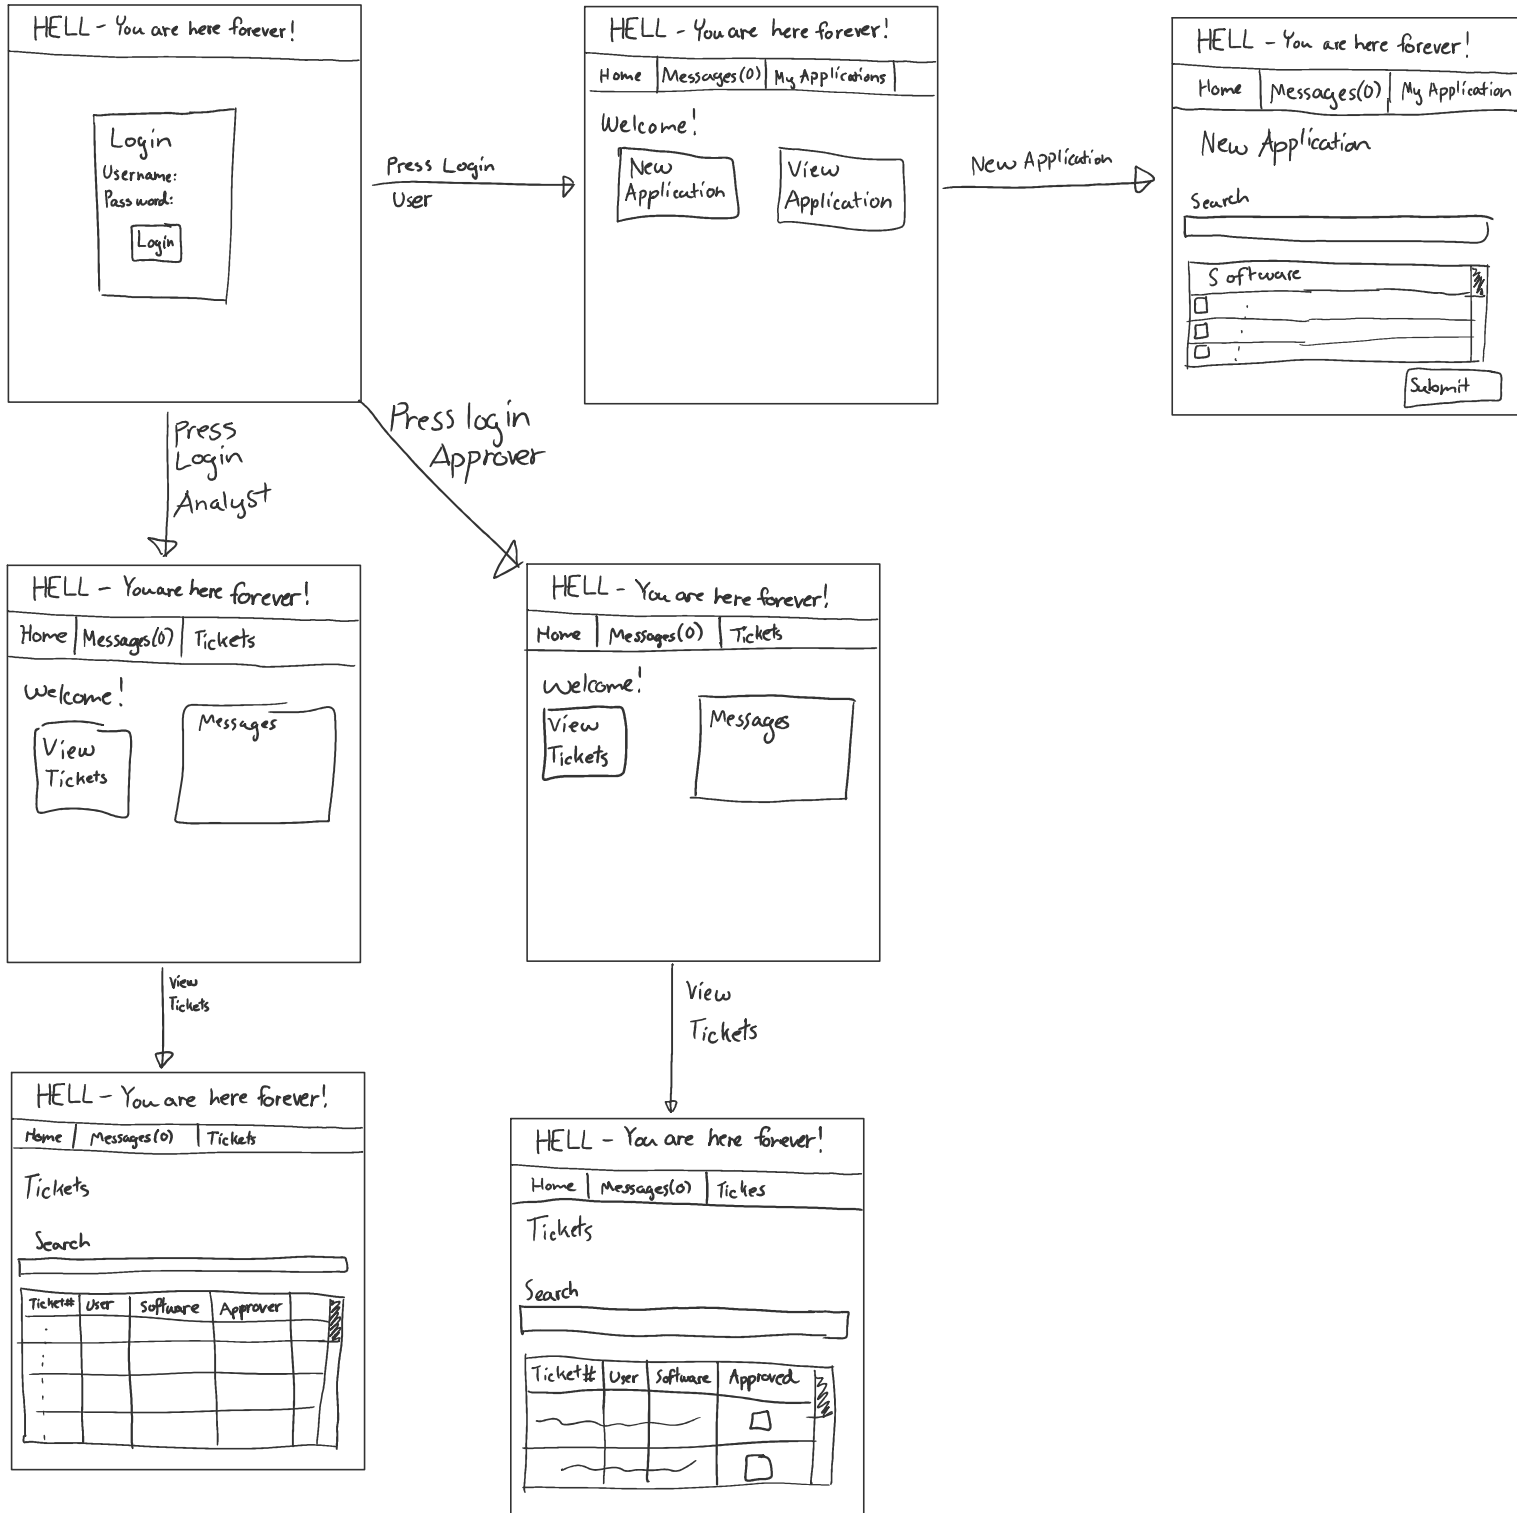 HELL - You are here forever!
Login
Username:
Password:
Login
Press Login
User
HELL - You are here forever!
Home Messages(0) My Applications
Welcome!
New
Application
View
Application
New Application
HELL - You are here forever!
Home Messages(0) My Application
New Application
Search
Software
Submit
Press
Login
Analyst
Press login
Approver
HELL - You are here forever!
Home Messages(0) Tickets
Welcome!
View
Tickets
Messages
HELL - You are here forever!
Home Messages(0) Tickets
Welcome!
View
Tickets
Messages
View
Tickets
View
Tickets
HELL - You are here forever!
Home Messages(0) Tickets
Tickets
Search
Ticket# User Software Approver
HELL - You are here forever!
Home Messages(0) Tickes
Tickets
Search
Ticket# User Software Approved